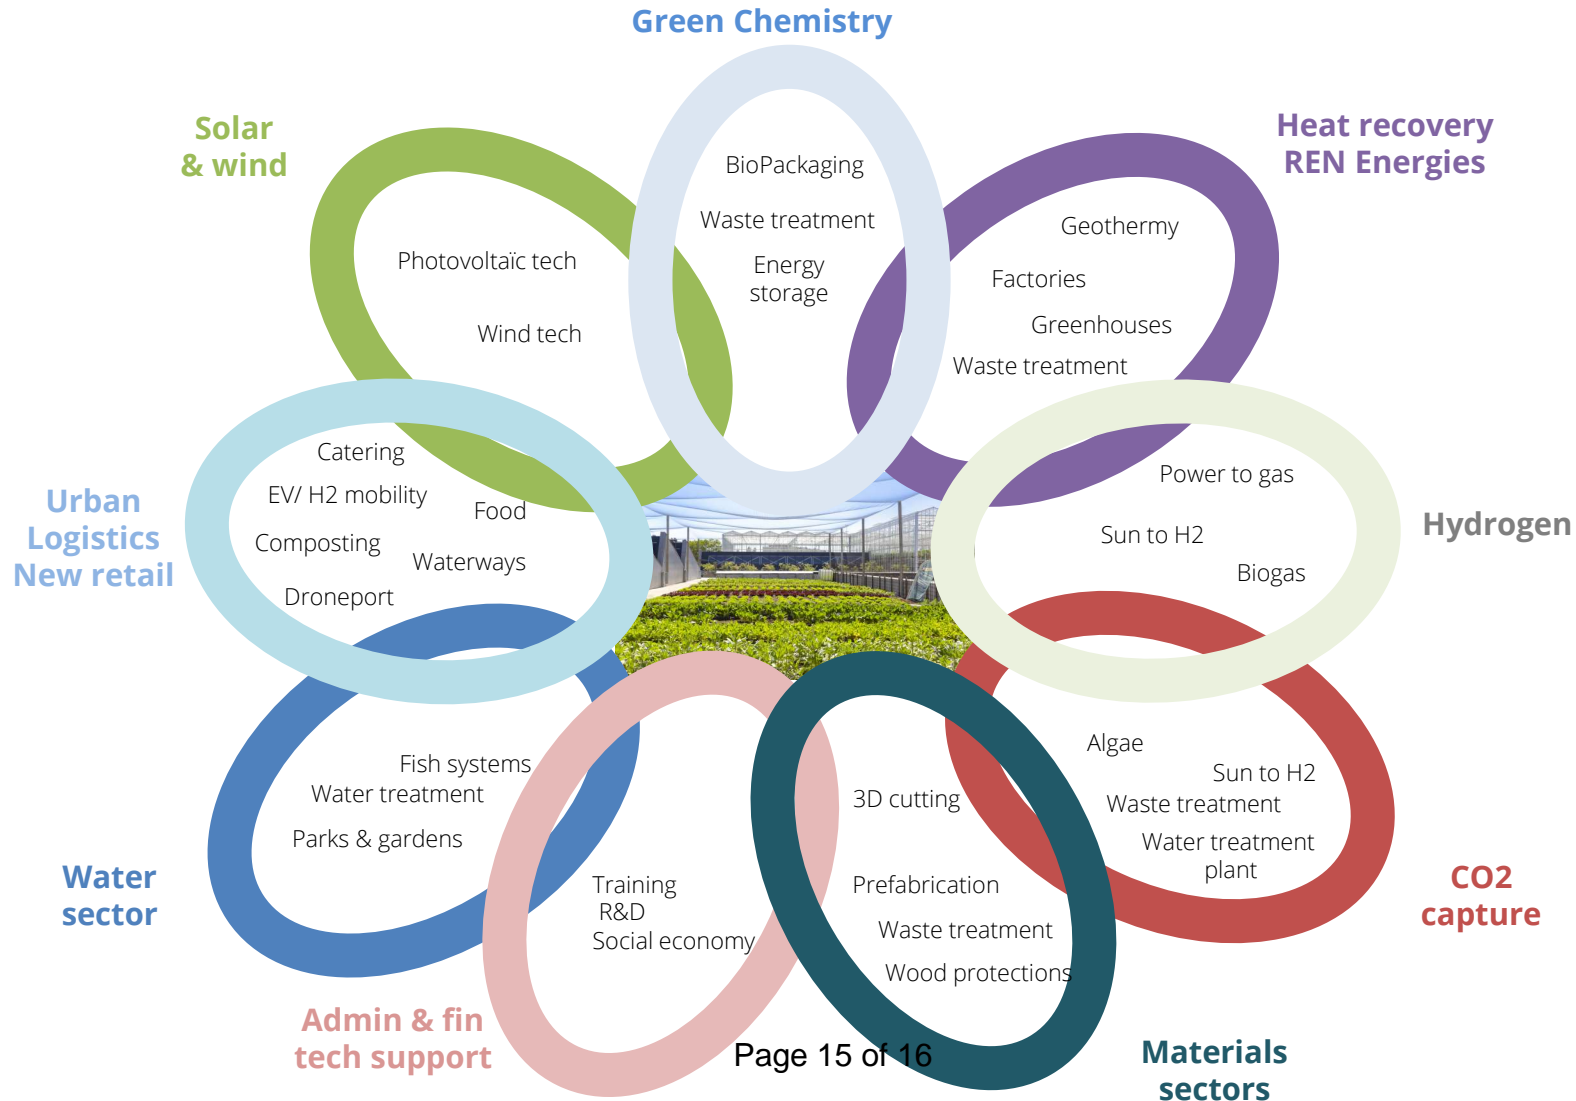 Green Chemistry
Solar
& wind
Heat recovery
REN Energies
BioPackaging
Waste treatment
Energy
storage
Photovoltaïc tech
Wind tech
Geothermy
Factories
Greenhouses
Waste treatment
Urban
Logistics
New retail
Catering
EV/ H2 mobility
Food
Composting
Waterways
Droneport
Power to gas
Sun to H2
Biogas
Hydrogen
Water
sector
Fish systems
Water treatment
Parks & gardens
Training
R&D
Social economy
Admin & fin
tech support
3D cutting
Prefabrication
Waste treatment
Wood protections
Materials
sectors
Algae
Sun to H2
Waste treatment
Water treatment
plant
CO2
capture
Page 15 of 16